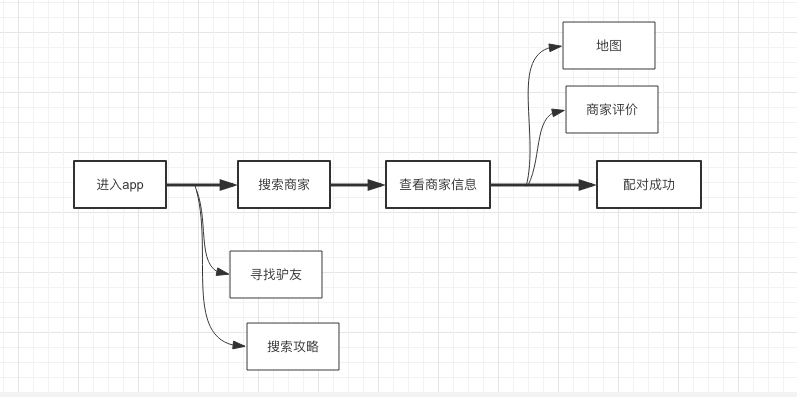 地图
商家评价
进入app
搜索商家
查看商家信息
配对成功
寻找驴友
搜索攻略